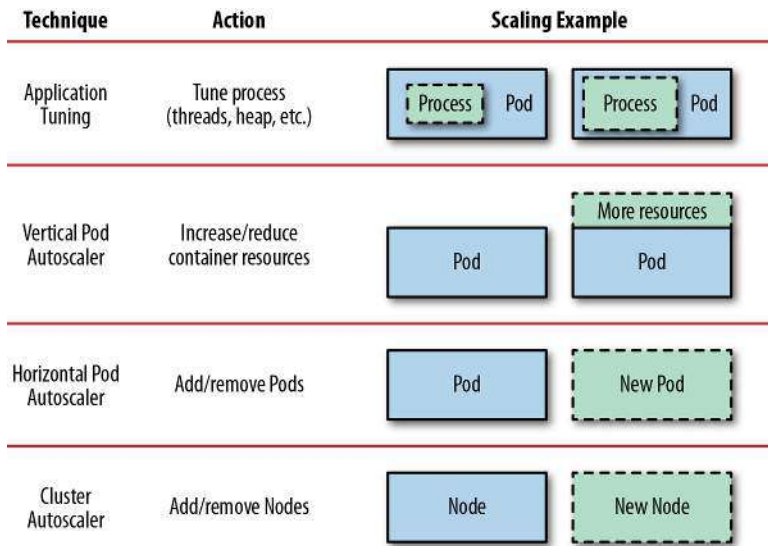 Technique Action Scaling Example
Application
Tuning
Tune process
(threads, heap, etc.)
Process Pod Process Pod
Vertical Pod
Autoscaler
Increase/reduce
container resources
Pod
More resources
Pod
Horizontal Pod
Autoscaler
Add/remove Pods
Pod
New Pod
Cluster
Autoscaler
Add/remove Nodes
Node
New Node